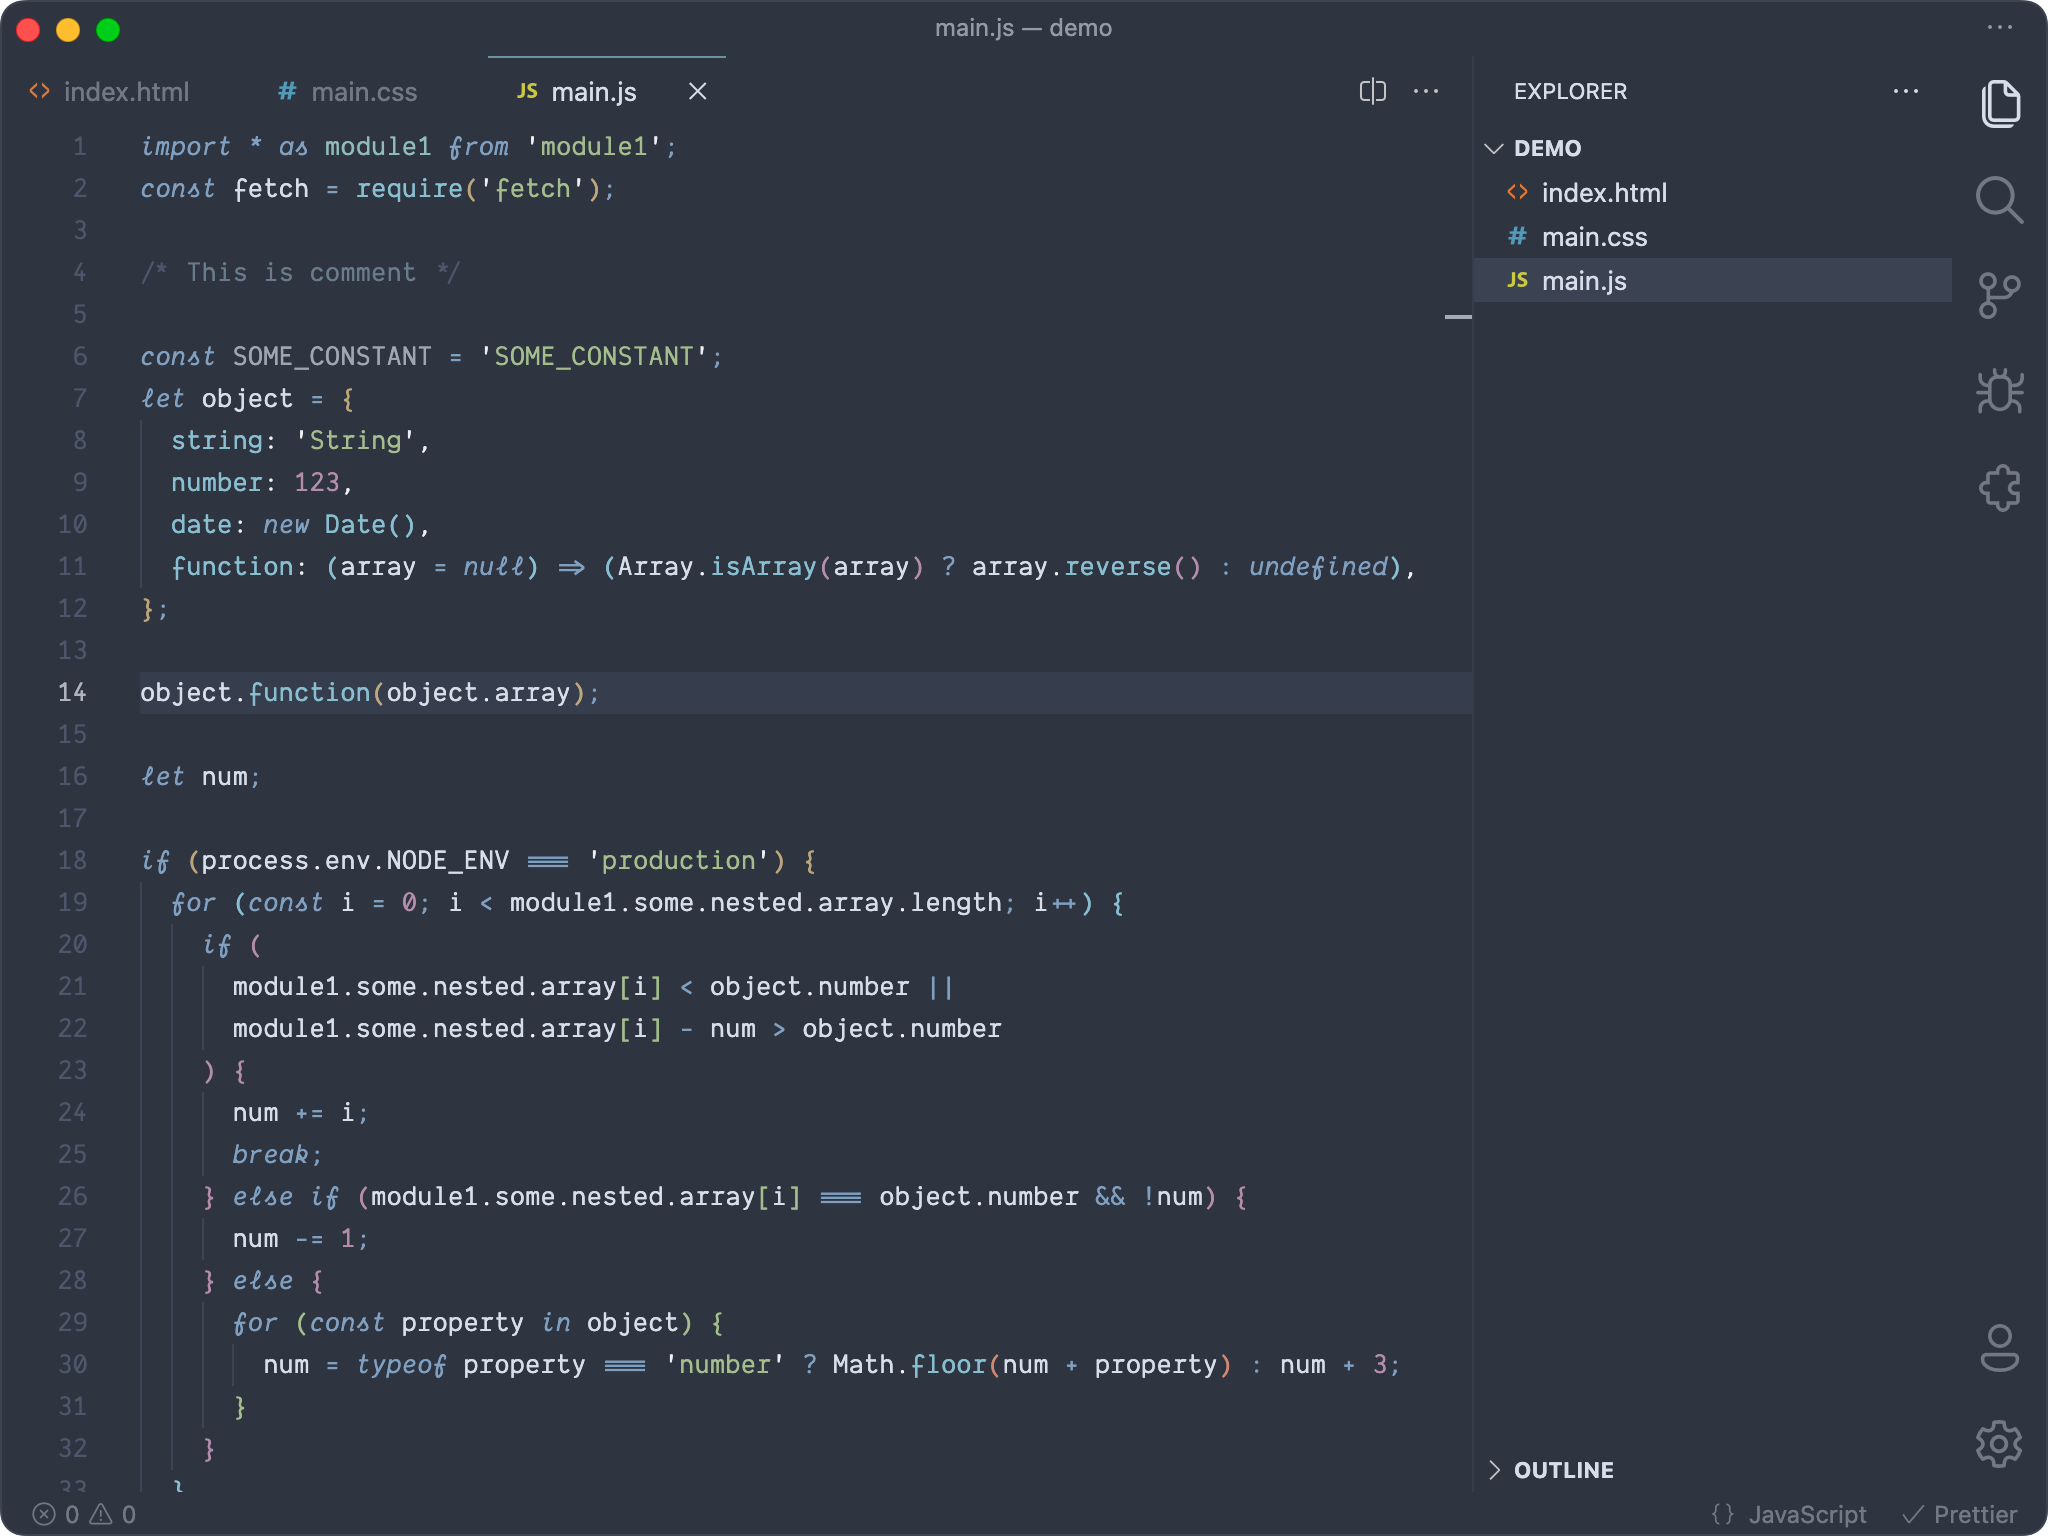 main.js — demo
index.html
# main.css
JS main.js
1 import * as module1 from 'module1';
2 const fetch = require('fetch');
3
4 /* This is comment */
5
6 const SOME_CONSTANT = 'SOME_CONSTANT';
7 let object = {
8 string: 'String',
9 number: 123,
10 date: new Date(),
11 function: (array = null) => (Array.isArray(array) ? array.reverse() : undefined),
12 };
13
14 object.function(object.array);
15
16 let num;
17
18 if (process.env.NODE_ENV === 'production') {
19 for (const i = 0; i < module1.some.nested.array.length; i++) {
20 if (
21 module1.some.nested.array[i] < object.number ||
22 module1.some.nested.array[i] - num > object.number
23 ) {
24 num += i;
25 break;
26 } else if (module1.some.nested.array[i] === object.number && !num) {
27 num -= 1;
28 } else {
29 for (const property in object) {
30 num = typeof property === 'number' ? Math.floor(num + property) : num + 3;
31 }
32 }
33 }
EXPLORER
DEMO
index.html
# main.css
JS main.js
OUTLINE
0 0
{} JavaScript
Prettier